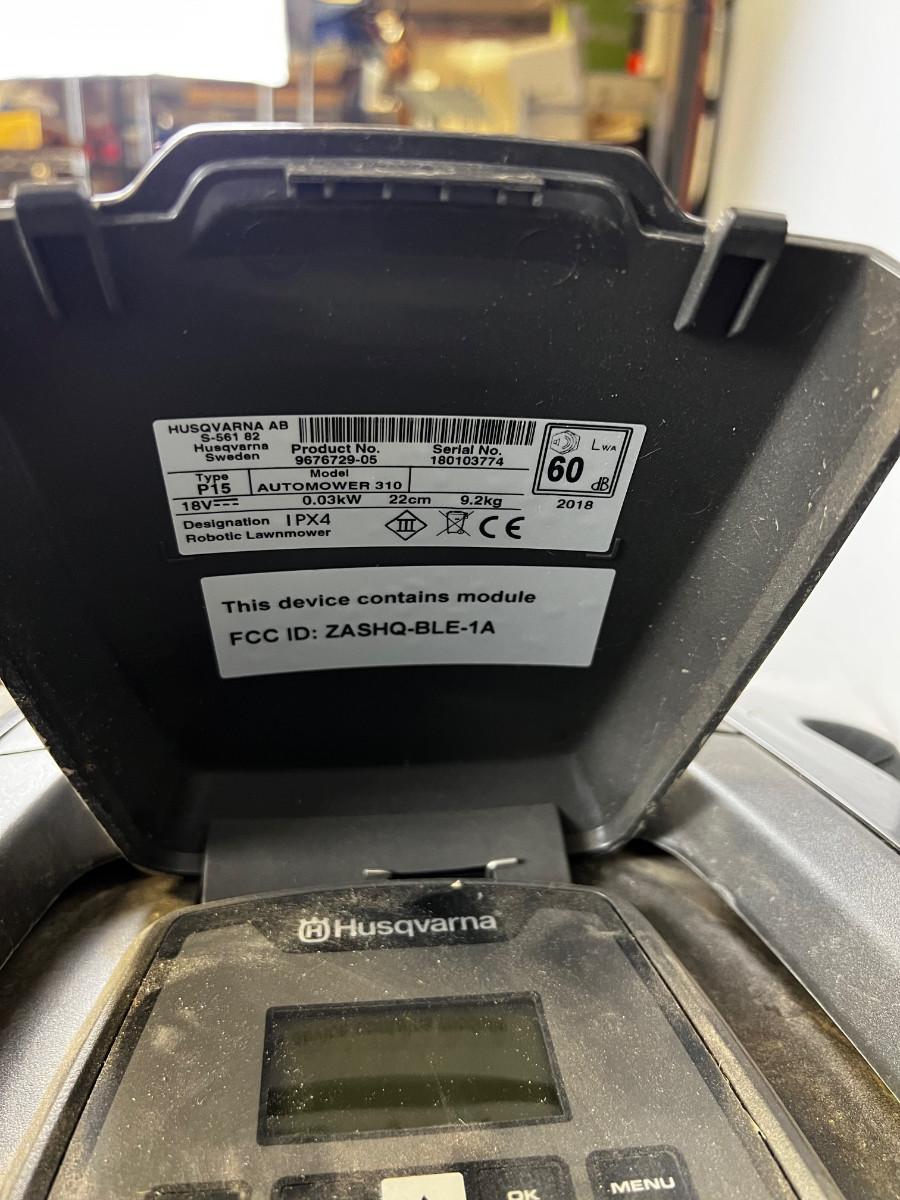 HUSQVARNA AB
S-561 82
Husqvarna
Sweden
Product No.
9676729-05
Serial No.
180103774
Type
P15
Model
AUTOMOWER 310
18V
0.03kW 22cm 9.2kg
Designation IPX4
Robotic Lawnmower
III
CE
LWA
60
dB
2018
This device contains module
FCC ID: ZASHQ-BLE-1A
H Husqvarna
OK
MENU